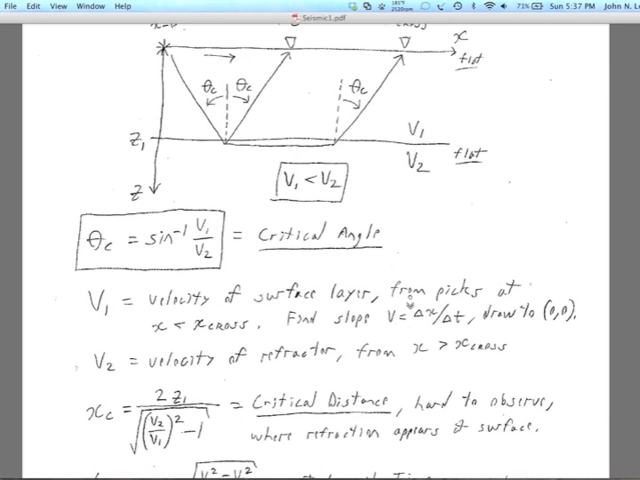 File Edit View Window Help
71% Sun 5:37 PM John N. Lo
Seismic1.pdf
x
flat
θc θc θc
Z₁
V₁
V₂ flat
Z
V₁ < V₂
θc = sin⁻¹ V₁/V₂ = Critical Angle
V₁ = velocity of surface layer, from picks at
x < xcross. Find slope V = Δx/Δt, draw to (0,0).
V₂ = velocity of refractor, from x > xcross
xc = 2 z₁ / √((V₂/V₁)² - 1) = Critical Distance, hard to observe,
where refraction appears @ surface.